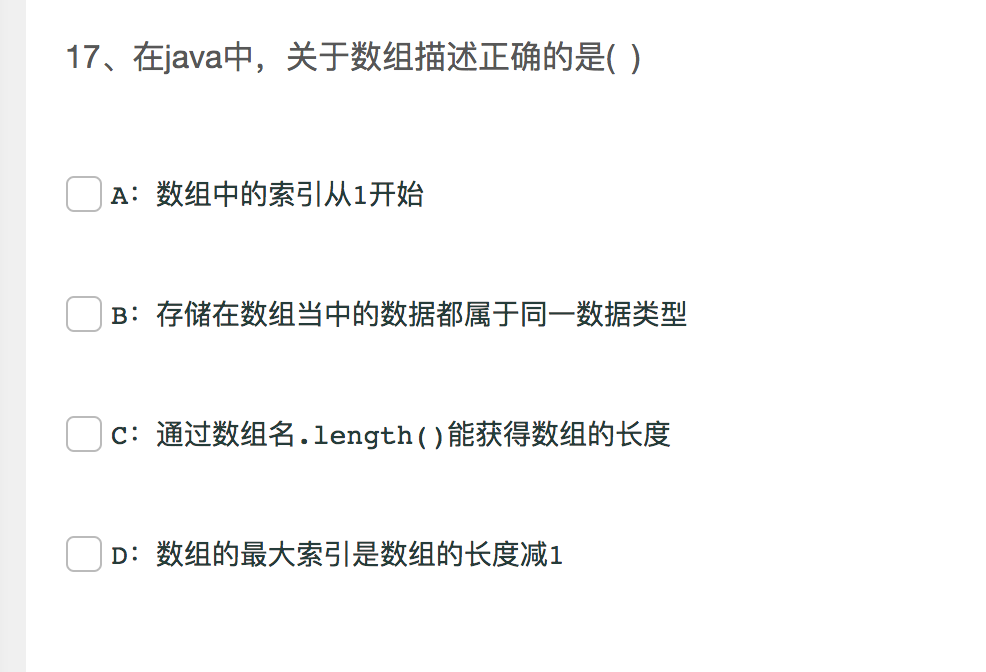 17、在java中，关于数组描述正确的是( )
A: 数组中的索引从1开始
B: 存储在数组当中的数据都属于同一数据类型
C: 通过数组名.length()能获得数组的长度
D: 数组的最大索引是数组的长度减1